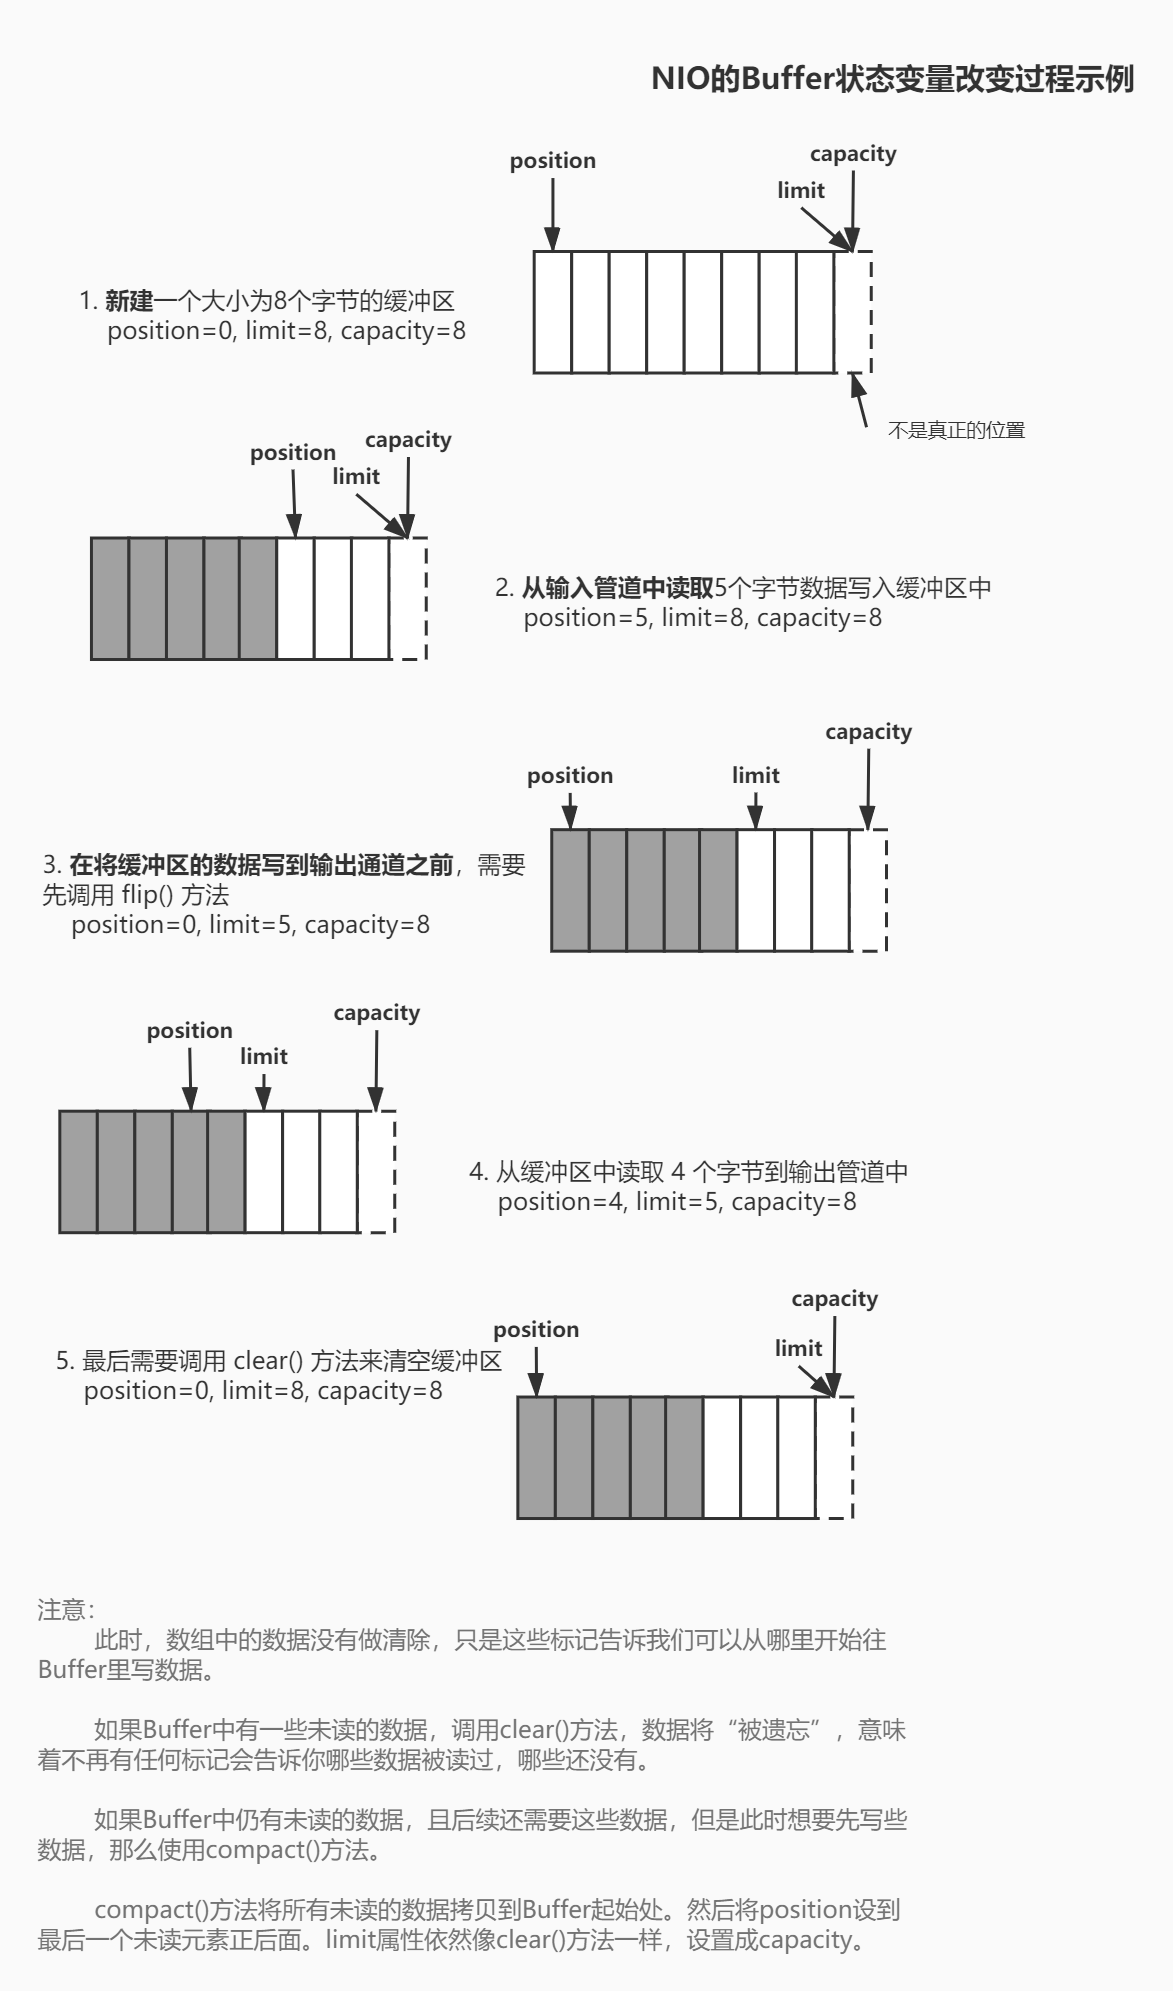 NIO的Buffer状态变量改变过程示例
position
capacity
limit
1. 新建一个大小为8个字节的缓冲区
position=0, limit=8, capacity=8
不是真正的位置
capacity
position
limit
2. 从输入管道中读取5个字节数据写入缓冲区中
position=5, limit=8, capacity=8
capacity
position
limit
3. 在将缓冲区的数据写到输出通道之前，需要
先调用 flip() 方法
position=0, limit=5, capacity=8
capacity
position
limit
4. 从缓冲区中读取 4 个字节到输出管道中
position=4, limit=5, capacity=8
capacity
position
limit
5. 最后需要调用 clear() 方法来清空缓冲区
position=0, limit=8, capacity=8
注意：
此时，数组中的数据没有做清除，只是这些标记告诉我们可以从哪里开始往
Buffer里写数据。
如果Buffer中有一些未读的数据，调用clear()方法，数据将“被遗忘”，意味
着不再有任何标记会告诉你哪些数据被读过，哪些还没有。
如果Buffer中仍有未读的数据，且后续还需要这些数据，但是此时想要先写些
数据，那么使用compact()方法。
compact()方法将所有未读的数据拷贝到Buffer起始处。然后将position设到
最后一个未读元素正后面。limit属性依然像clear()方法一样，设置成capacity。